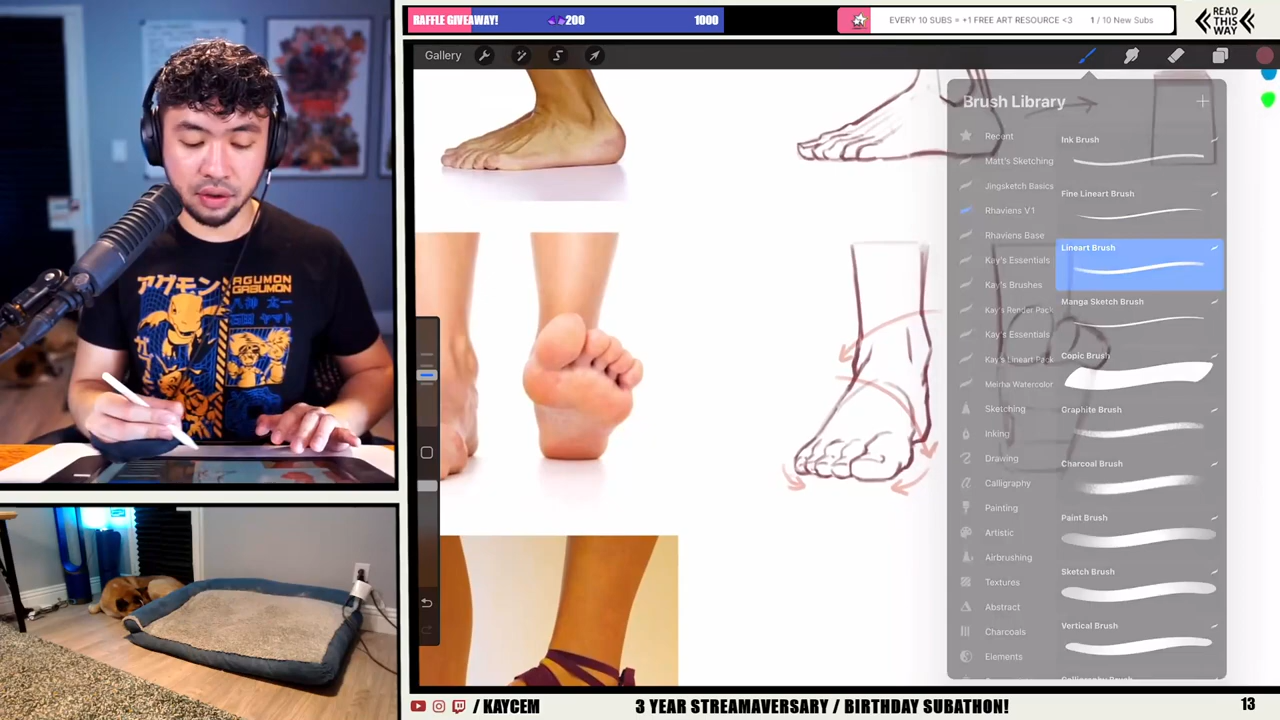 RAFFLE GIVEAWAY!
200
1000
EVERY 10 SUBS = +1 FREE ART RESOURCE <3
1 / 10 New Subs
READ
THIS
WAY
Gallery
Brush Library
Recent
Matt's Sketching
Jingsketch Basics
Rhaviens V1
Rhaviens Base
Kay's Essentials
Kay's Brushes
Kay's Render Pack
Kay's Essentials
Kay's Lineart Pack
Meirha Watercolor
Sketching
Inking
Drawing
Calligraphy
Painting
Artistic
Airbrushing
Textures
Abstract
Charcoals
Elements
Ink Brush
Fine Lineart Brush
Lineart Brush
Manga Sketch Brush
Copic Brush
Graphite Brush
Charcoal Brush
Paint Brush
Sketch Brush
Vertical Brush
Calligraphy Brush
アグモン
AGUMON
GABUMON
/ KAYCEM
3 YEAR STREAMAVERSARY / BIRTHDAY SUBATHON!
13